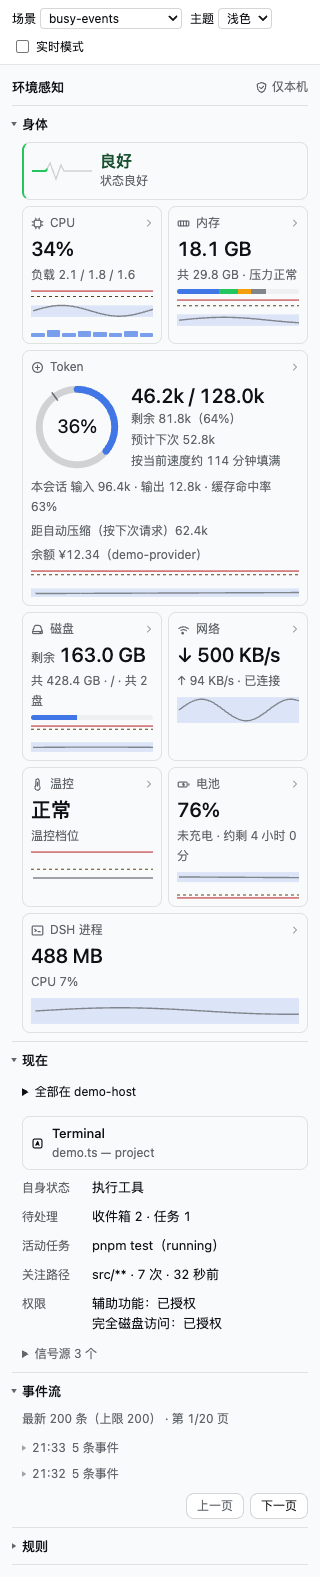 场景 busy-events 主题 浅色
实时模式
环境感知 仅本机
身体
良好
状态良好
CPU
34%
负载 2.1 / 1.8 / 1.6
内存
18.1 GB
共 29.8 GB · 压力正常
Token
36%
46.2k / 128.0k
剩余 81.8k（64%）
预计下次 52.8k
按当前速度约 114 分钟填满
本会话 输入 96.4k · 输出 12.8k · 缓存命中率
63%
距自动压缩（按下次请求）62.4k
余额 ¥12.34（demo-provider）
磁盘
剩余 163.0 GB
共 428.4 GB · / · 共 2
盘
网络
↓ 500 KB/s
↑ 94 KB/s · 已连接
温控
正常
温控档位
电池
76%
未充电 · 约剩 4 小时 0
分
DSH 进程
488 MB
CPU 7%
现在
全部在 demo-host
Terminal
demo.ts — project
自身状态 执行工具
待处理 收件箱 2 · 任务 1
活动任务 pnpm test（running）
关注路径 src/** · 7 次 · 32 秒前
权限 辅助功能：已授权
完全磁盘访问：已授权
信号源 3 个
事件流
最新 200 条（上限 200） · 第 1/20 页
21:33 5 条事件
21:32 5 条事件
上一页 下一页
规则